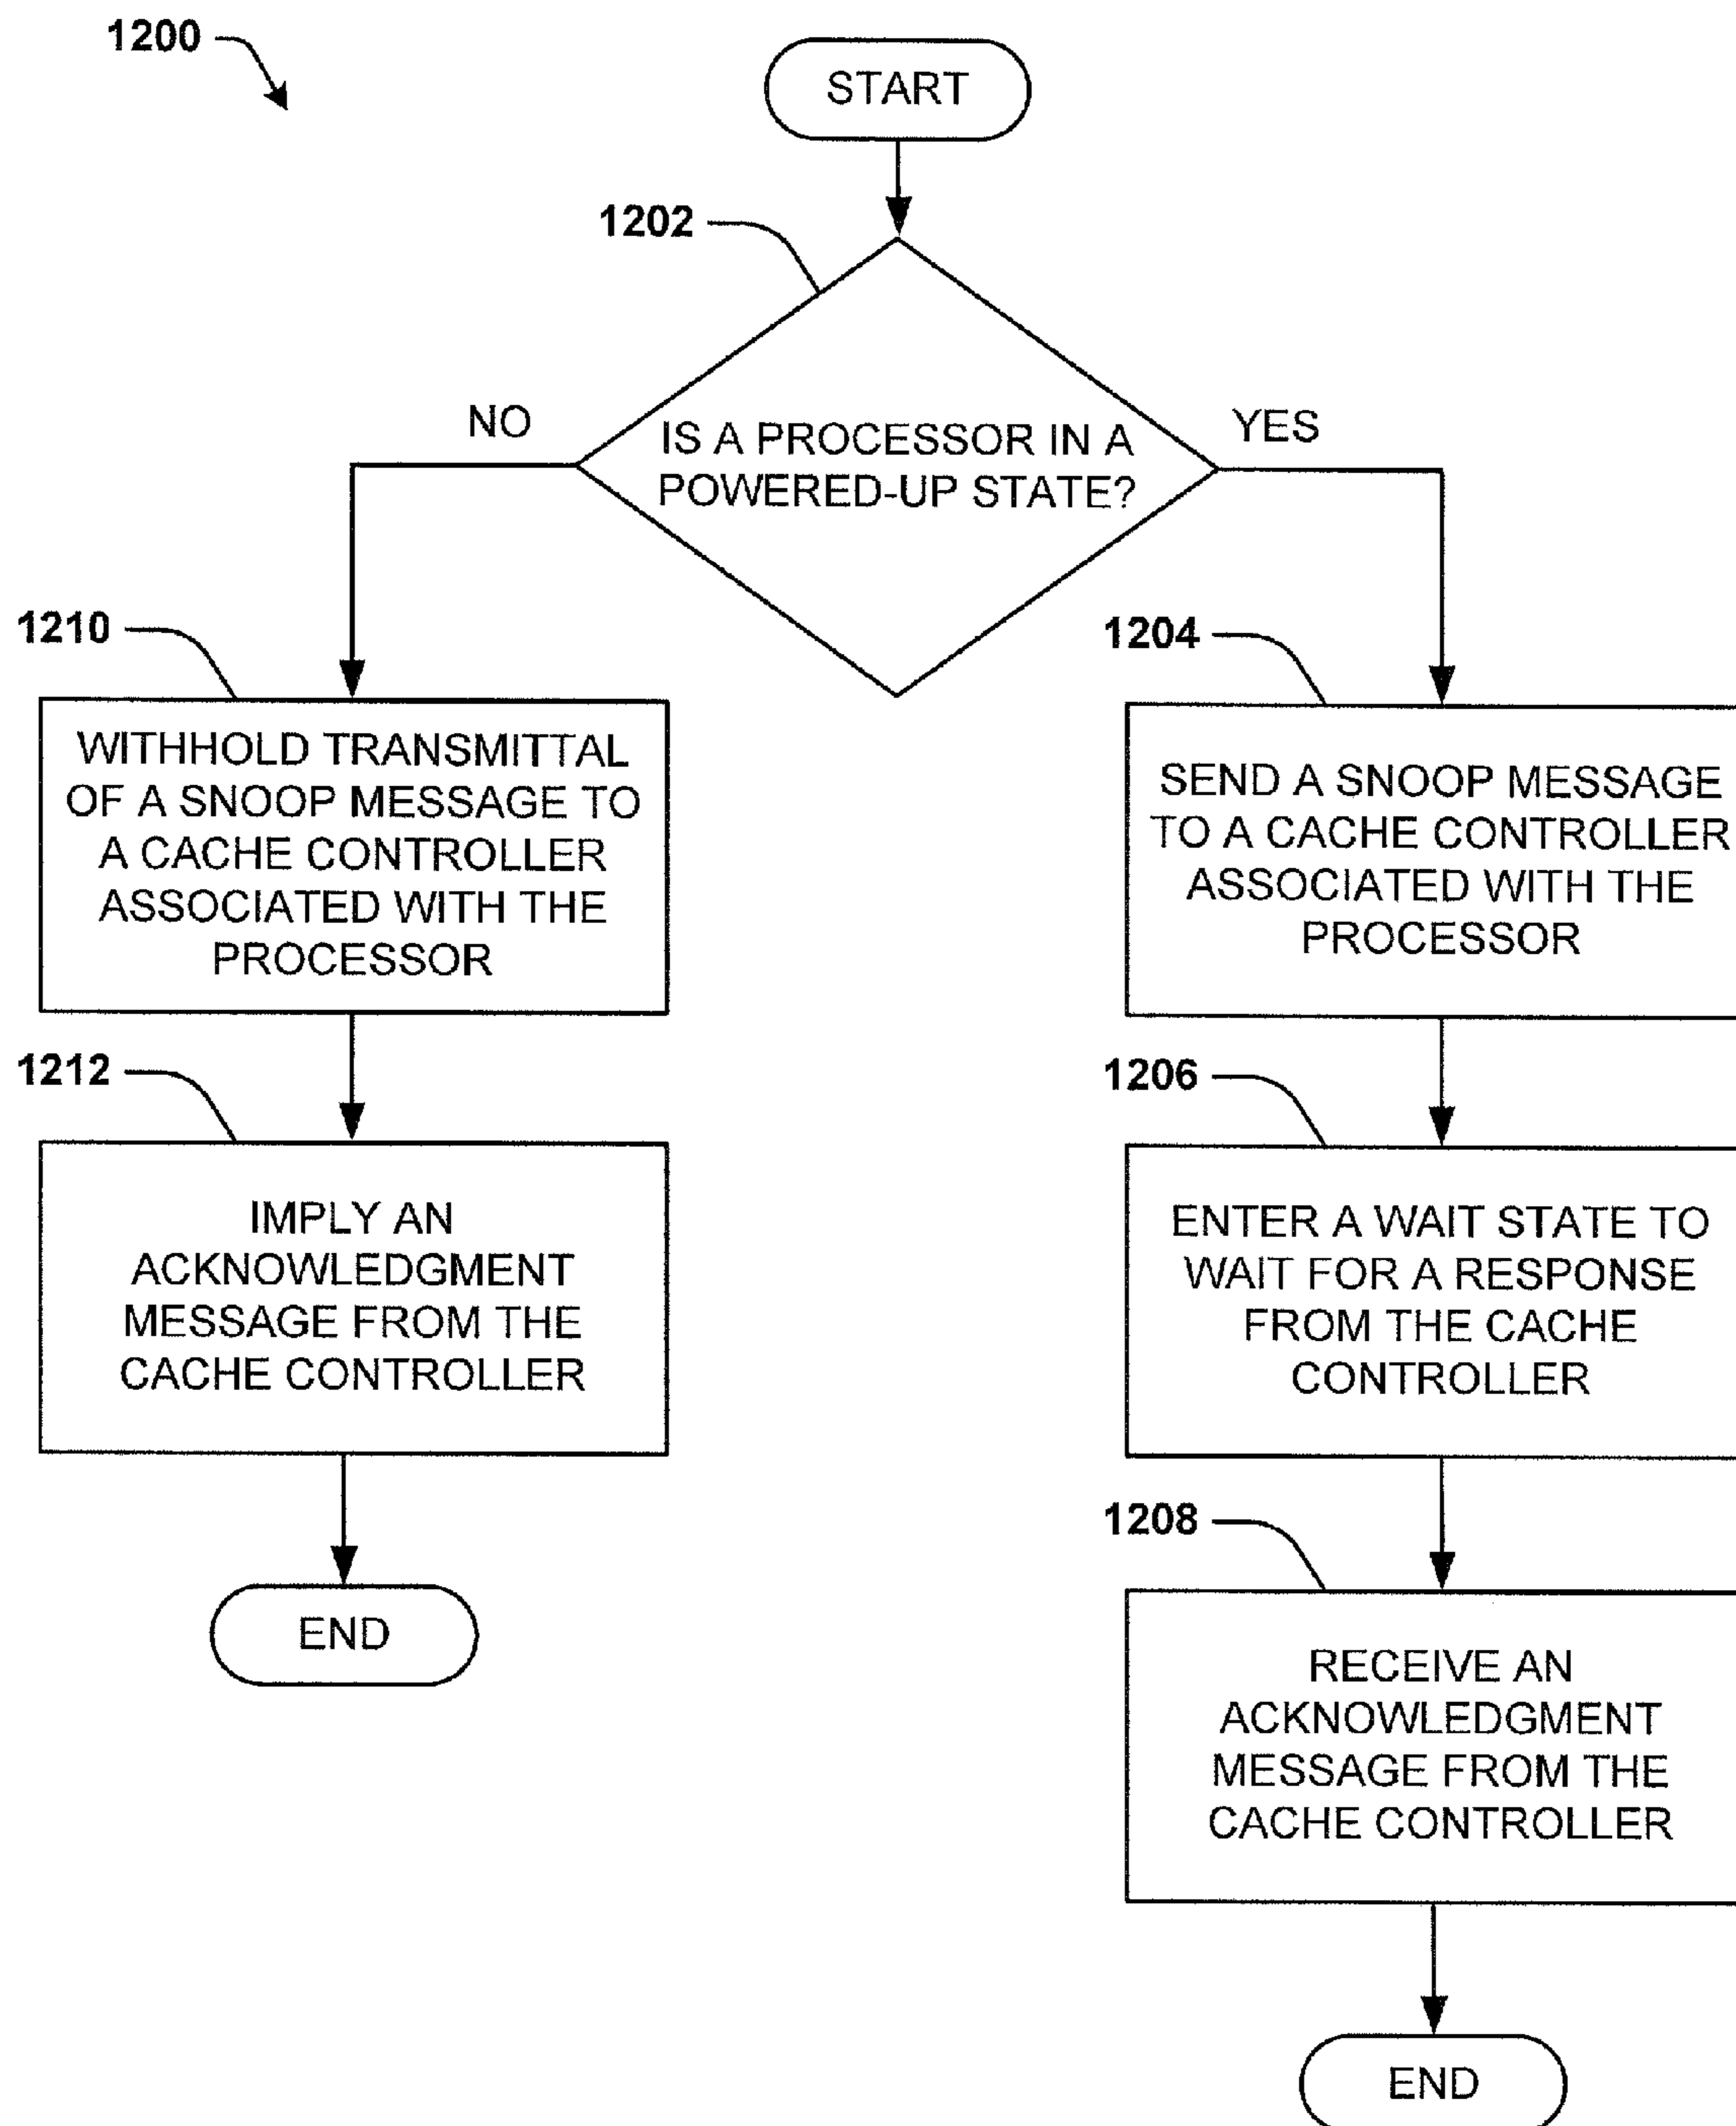 1200
START
1202
NO
YES
IS A PROCESSOR IN A
POWERED-UP STATE?
1210
WITHHOLD TRANSMITTAL
OF A SNOOP MESSAGE TO
A CACHE CONTROLLER
ASSOCIATED WITH THE
PROCESSOR
1212
IMPLY AN
ACKNOWLEDGMENT
MESSAGE FROM THE
CACHE CONTROLLER
END
1204
SEND A SNOOP MESSAGE
TO A CACHE CONTROLLER
ASSOCIATED WITH THE
PROCESSOR
1206
ENTER A WAIT STATE TO
WAIT FOR A RESPONSE
FROM THE CACHE
CONTROLLER
1208
RECEIVE AN
ACKNOWLEDGMENT
MESSAGE FROM THE
CACHE CONTROLLER
END